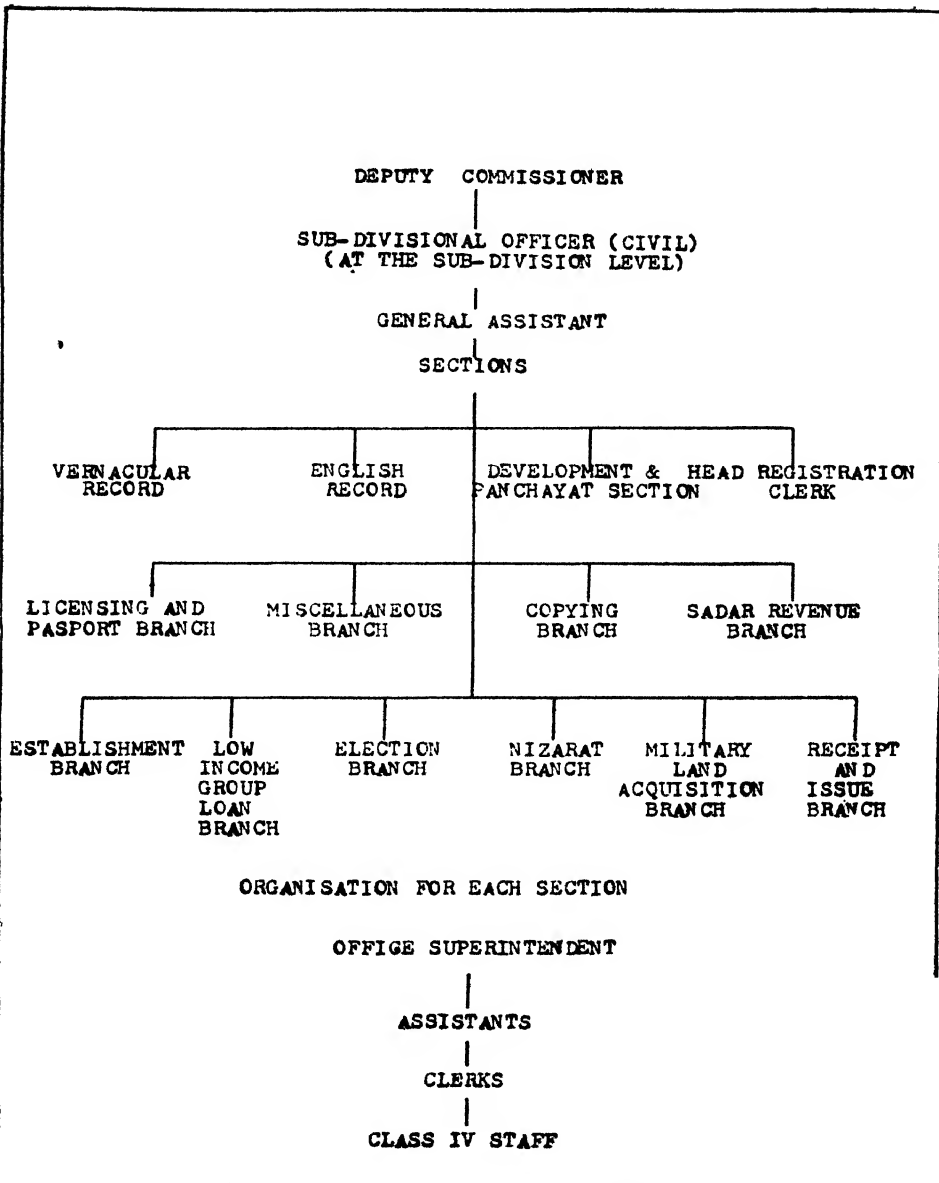 DEPUTY COMMISSIONER
SUB-DIVISIONAL OFFICER (CIVIL)
(AT THE SUB-DIVISION LEVEL)
GENERAL ASSISTANT
SECTIONS
VERNACULAR
RECORD
ENGLISH
RECORD
DEVELOPMENT &
PANCHAYAT SECTION
HEAD REGISTRATION
CLERK
LICENSING AND
PASPORT BRANCH
MISCELLANEOUS
BRANCH
COPYING
BRANCH
SADAR REVENUE
BRANCH
ESTABLISHMENT
BRANCH
LOW
INCOME
GROUP
LOAN
BRANCH
ELECTION
BRANCH
NIZARAT
BRANCH
MILITARY
LAND
ACQUISITION
BRANCH
RECEIPT
AND
ISSUE
BRANCH
ORGANISATION FOR EACH SECTION
OFFICE SUPERINTENDENT
ASSISTANTS
CLERKS
CLASS IV STAFF